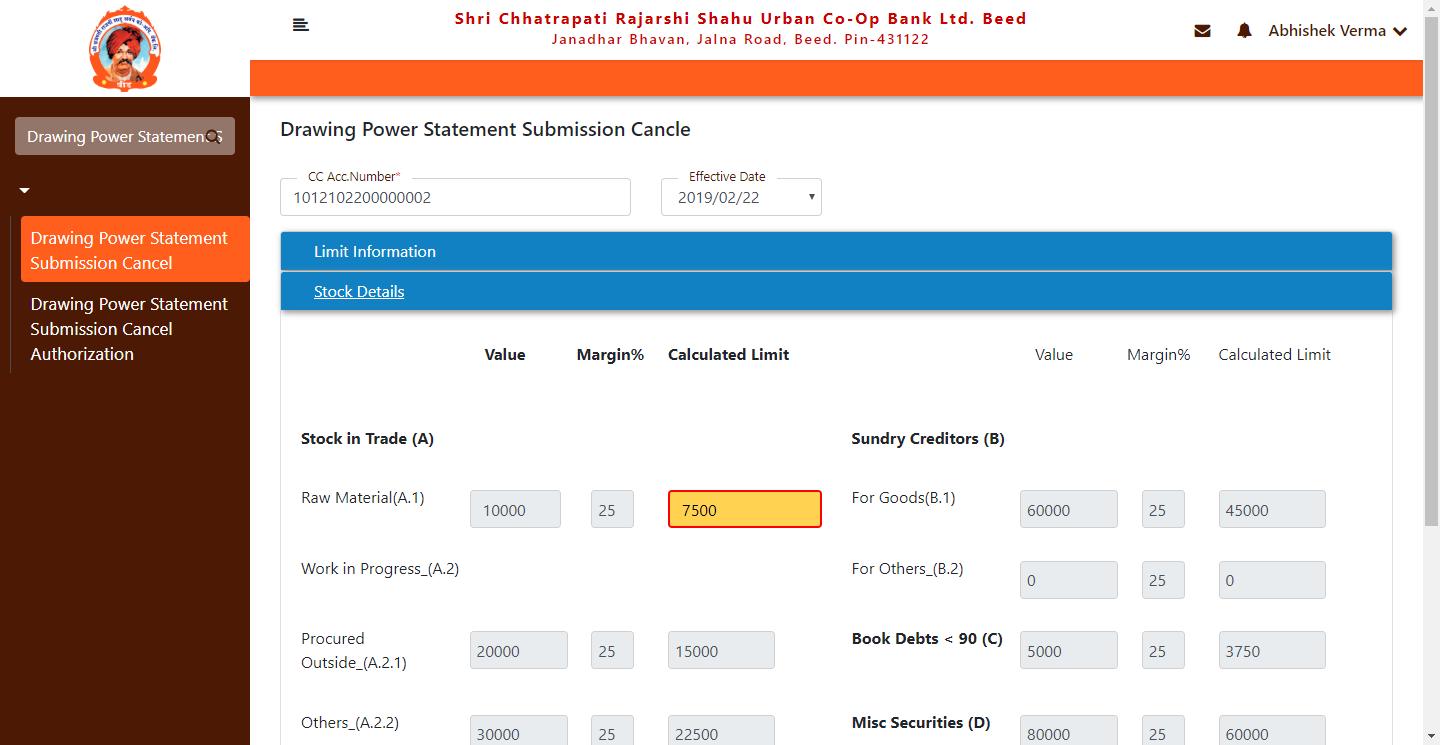 Shri Chhatrapati Rajarshi Shahu Urban Co-Op Bank Ltd. Beed
Janadhar Bhavan, Jalna Road, Beed. Pin-431122
Abhishek Verma
Drawing Power Statement S
Drawing Power Statement Submission Cancel
Drawing Power Statement Submission Cancel Authorization
Drawing Power Statement Submission Cancle
CC Acc.Number*
1012102200000002
Effective Date
2019/02/22
Limit Information
Stock Details
Value Margin% Calculated Limit Value Margin% Calculated Limit
Stock in Trade (A) Sundry Creditors (B)
Raw Material(A.1) 10000 25 7500 For Goods(B.1) 60000 25 45000
Work in Progress_(A.2) For Others_(B.2) 0 25 0
Procured Outside_(A.2.1) 20000 25 15000 Book Debts < 90 (C) 5000 25 3750
Others_(A.2.2) 30000 25 22500 Misc Securities (D) 80000 25 60000